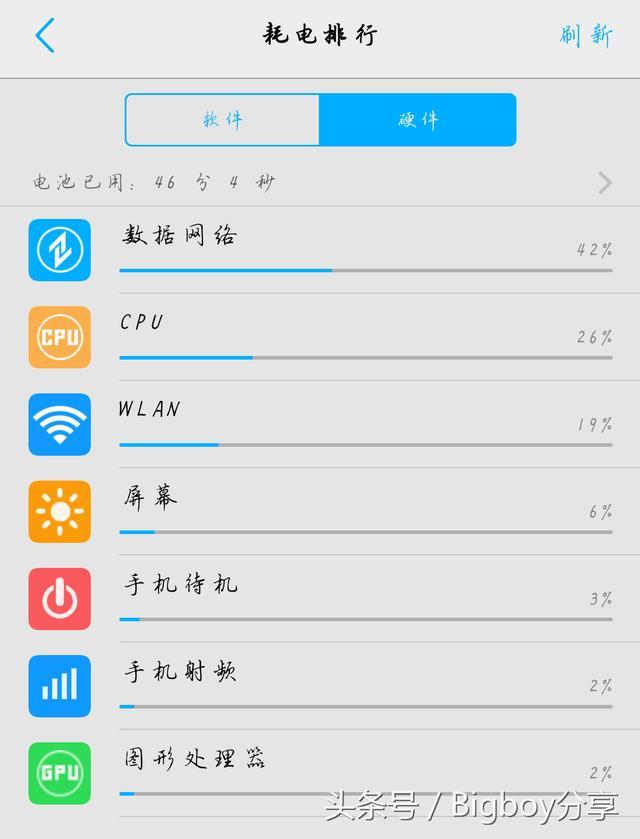 耗电排行
刷新
软件
硬件
电池已用: 46 分 4 秒
数据网络
42%
CPU
CPU
26%
WLAN
19%
屏幕
6%
手机待机
3%
手机射频
2%
GPU
图形处理器
2%
头条号 / Bigboy分享